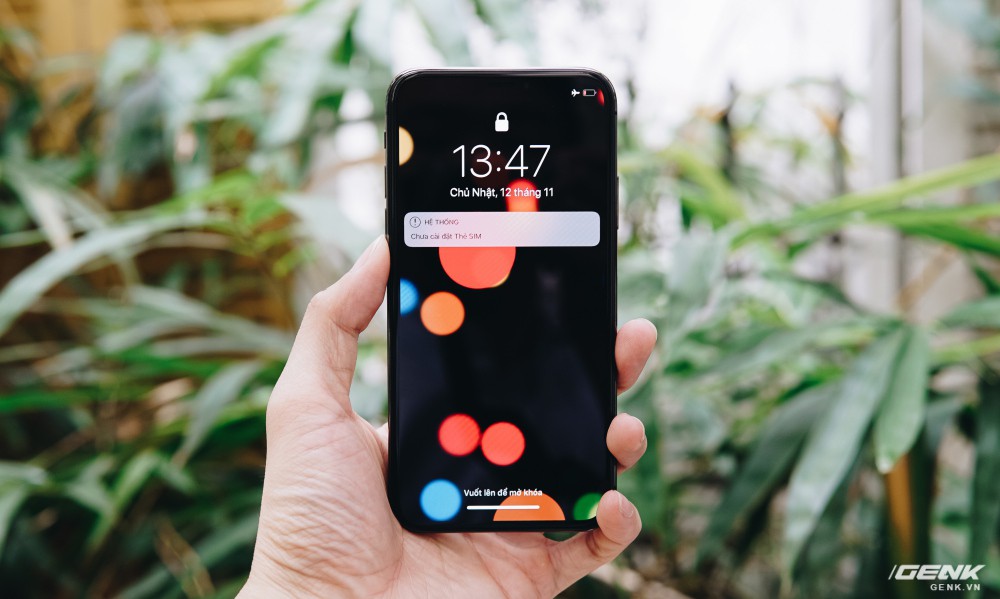 13:47
Chủ Nhật, 12 tháng 11
HỆ THỐNG
Chưa cài đặt Thẻ SIM
Vuốt lên để mở khóa
GENK
GENK.VN